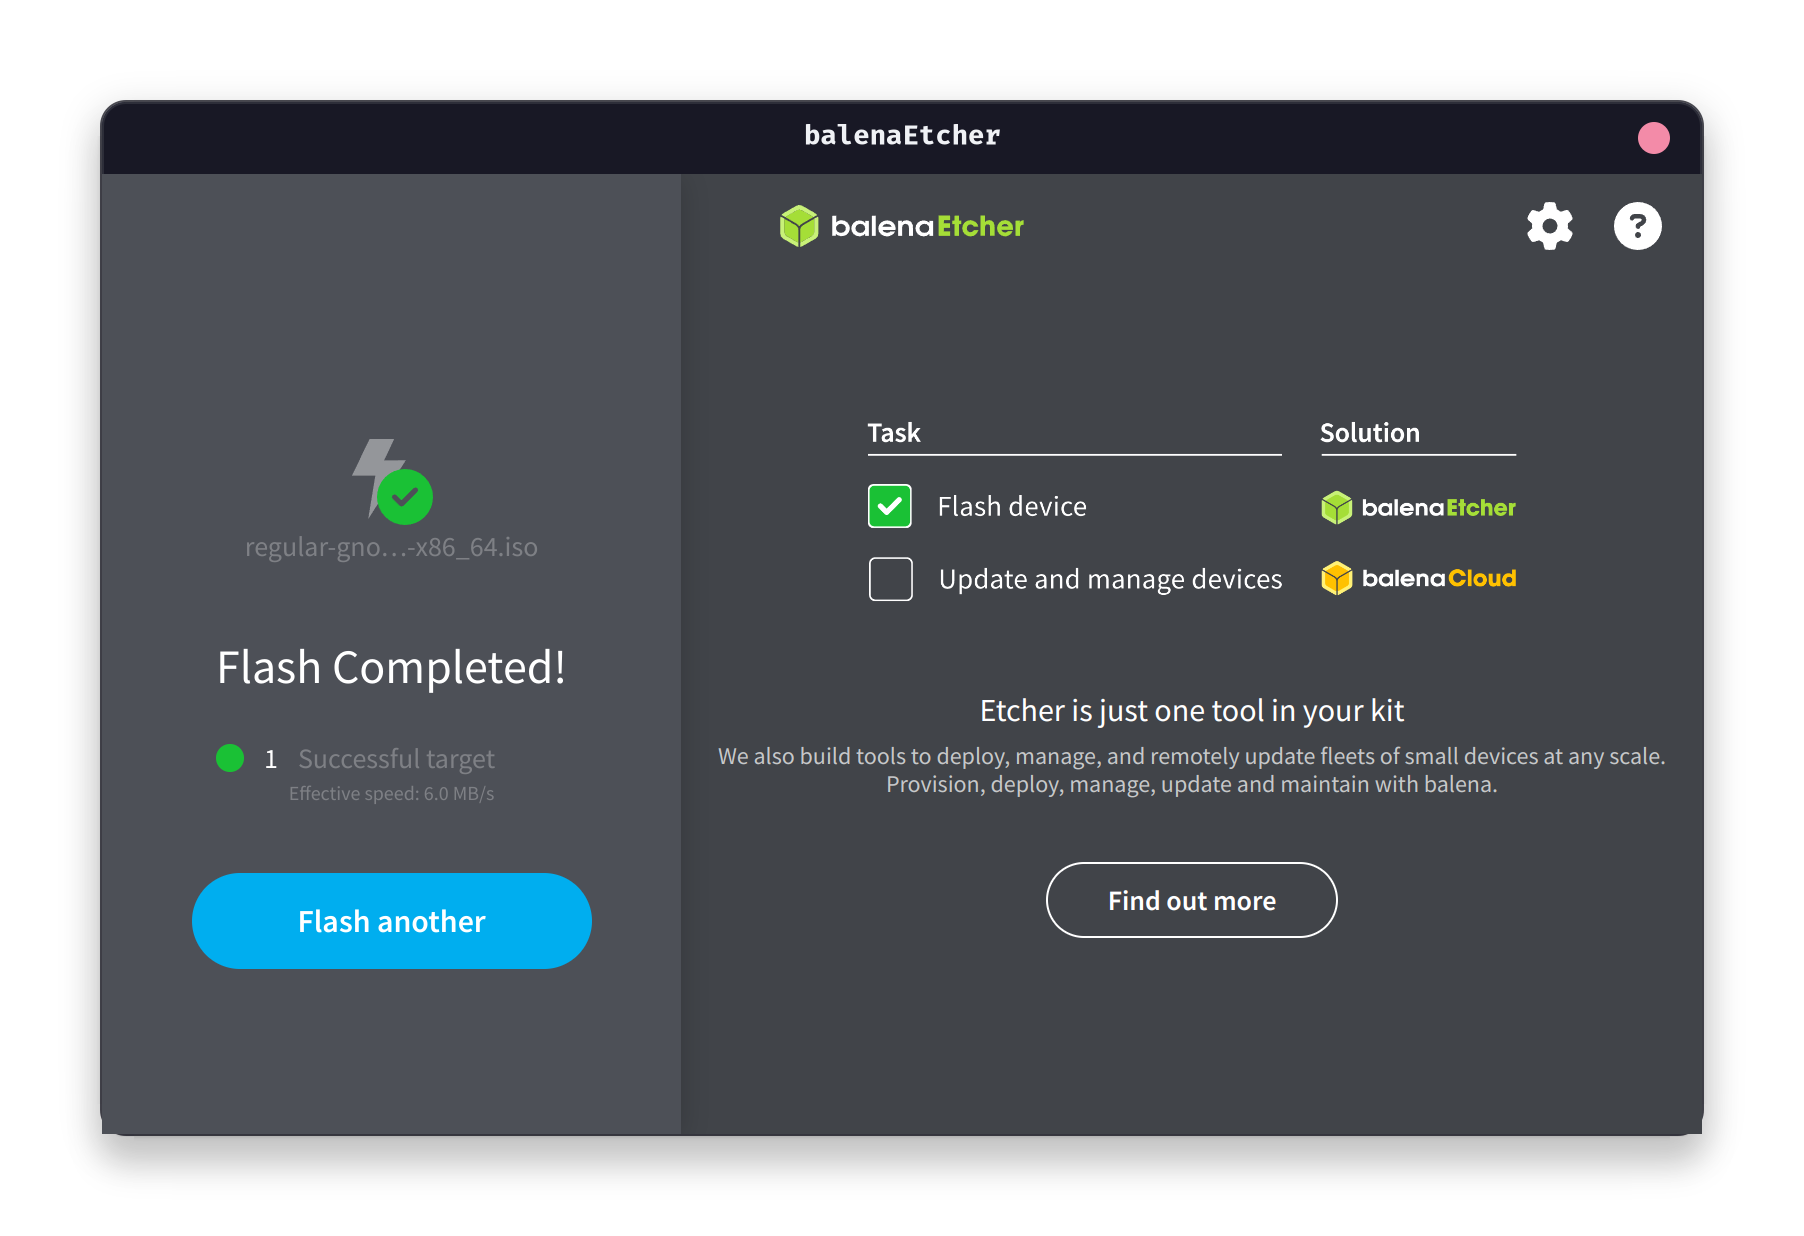 balenaEtcher
balenaEtcher
?
regular-gno…-x86_64.iso
Flash Completed!
1 Successful target
Effective speed: 6.0 MB/s
Flash another
Task Solution
Flash device balenaEtcher
Update and manage devices balenaCloud
Etcher is just one tool in your kit
We also build tools to deploy, manage, and remotely update fleets of small devices at any scale.
Provision, deploy, manage, update and maintain with balena.
Find out more